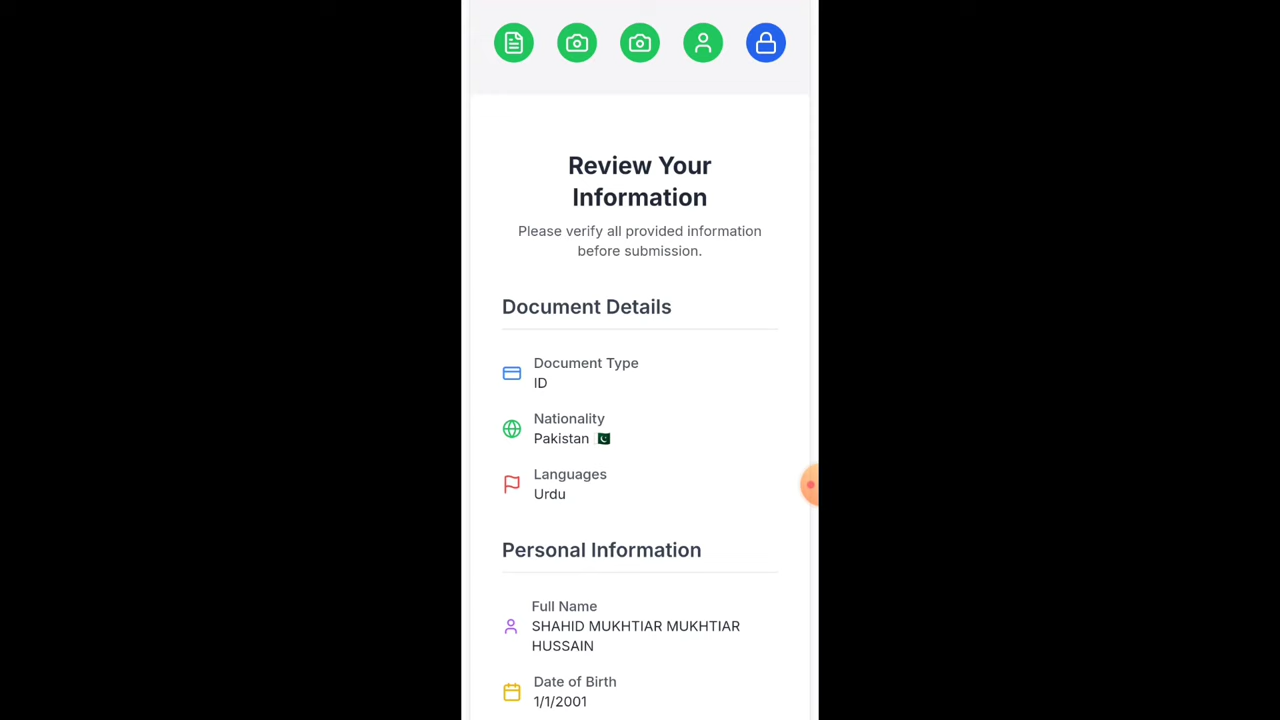 Review Your
Information
Please verify all provided information
before submission.
Document Details
Document Type
ID
Nationality
Pakistan 🇵🇰
Languages
Urdu
Personal Information
Full Name
SHAHID MUKHTIAR MUKHTIAR
HUSSAIN
Date of Birth
1/1/2001